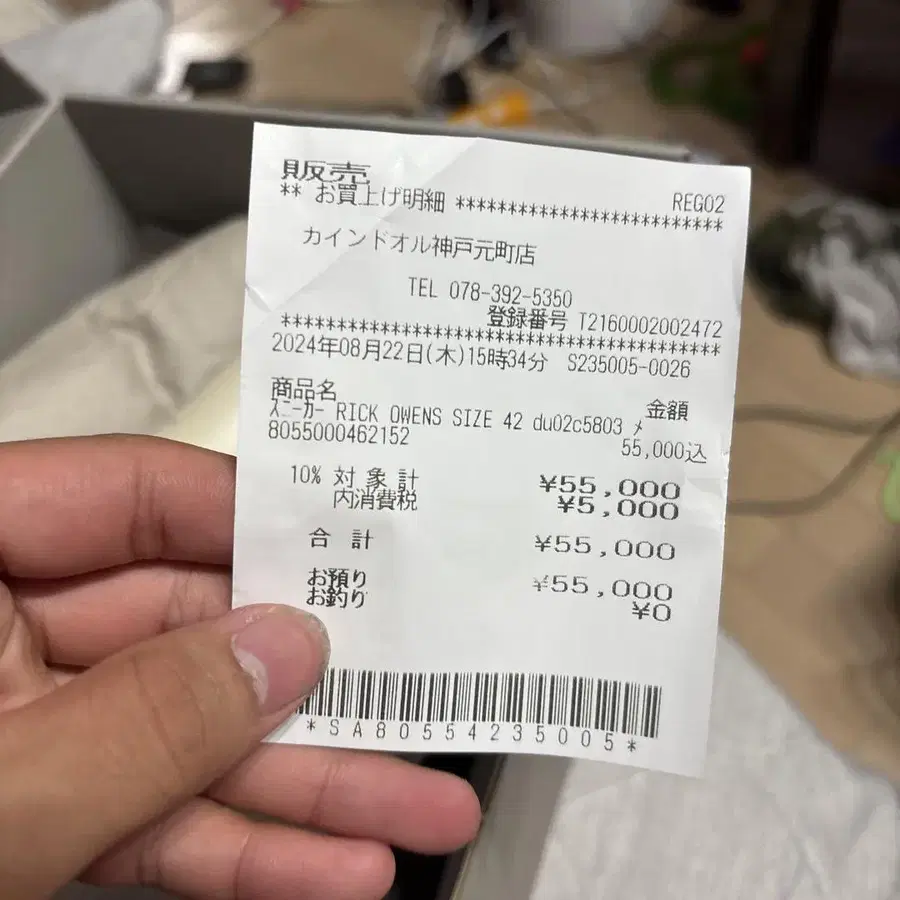 販売
** お買上げ明細 **************************
REG02
カインドオル神戸元町店
TEL 078-392-5350
登録番号 T2160002002472
******************************************
2024年08月22日(木)15時34分 S235005-0026
商品名 金額
スニーカー RICK OWENS SIZE 42 du02c5803 メ
8055000462152 55,000込
10% 対象計 ¥55,000
内消費税 ¥5,000
合計 ¥55,000
お預り ¥55,000
お釣り ¥0
*SA80554235005*